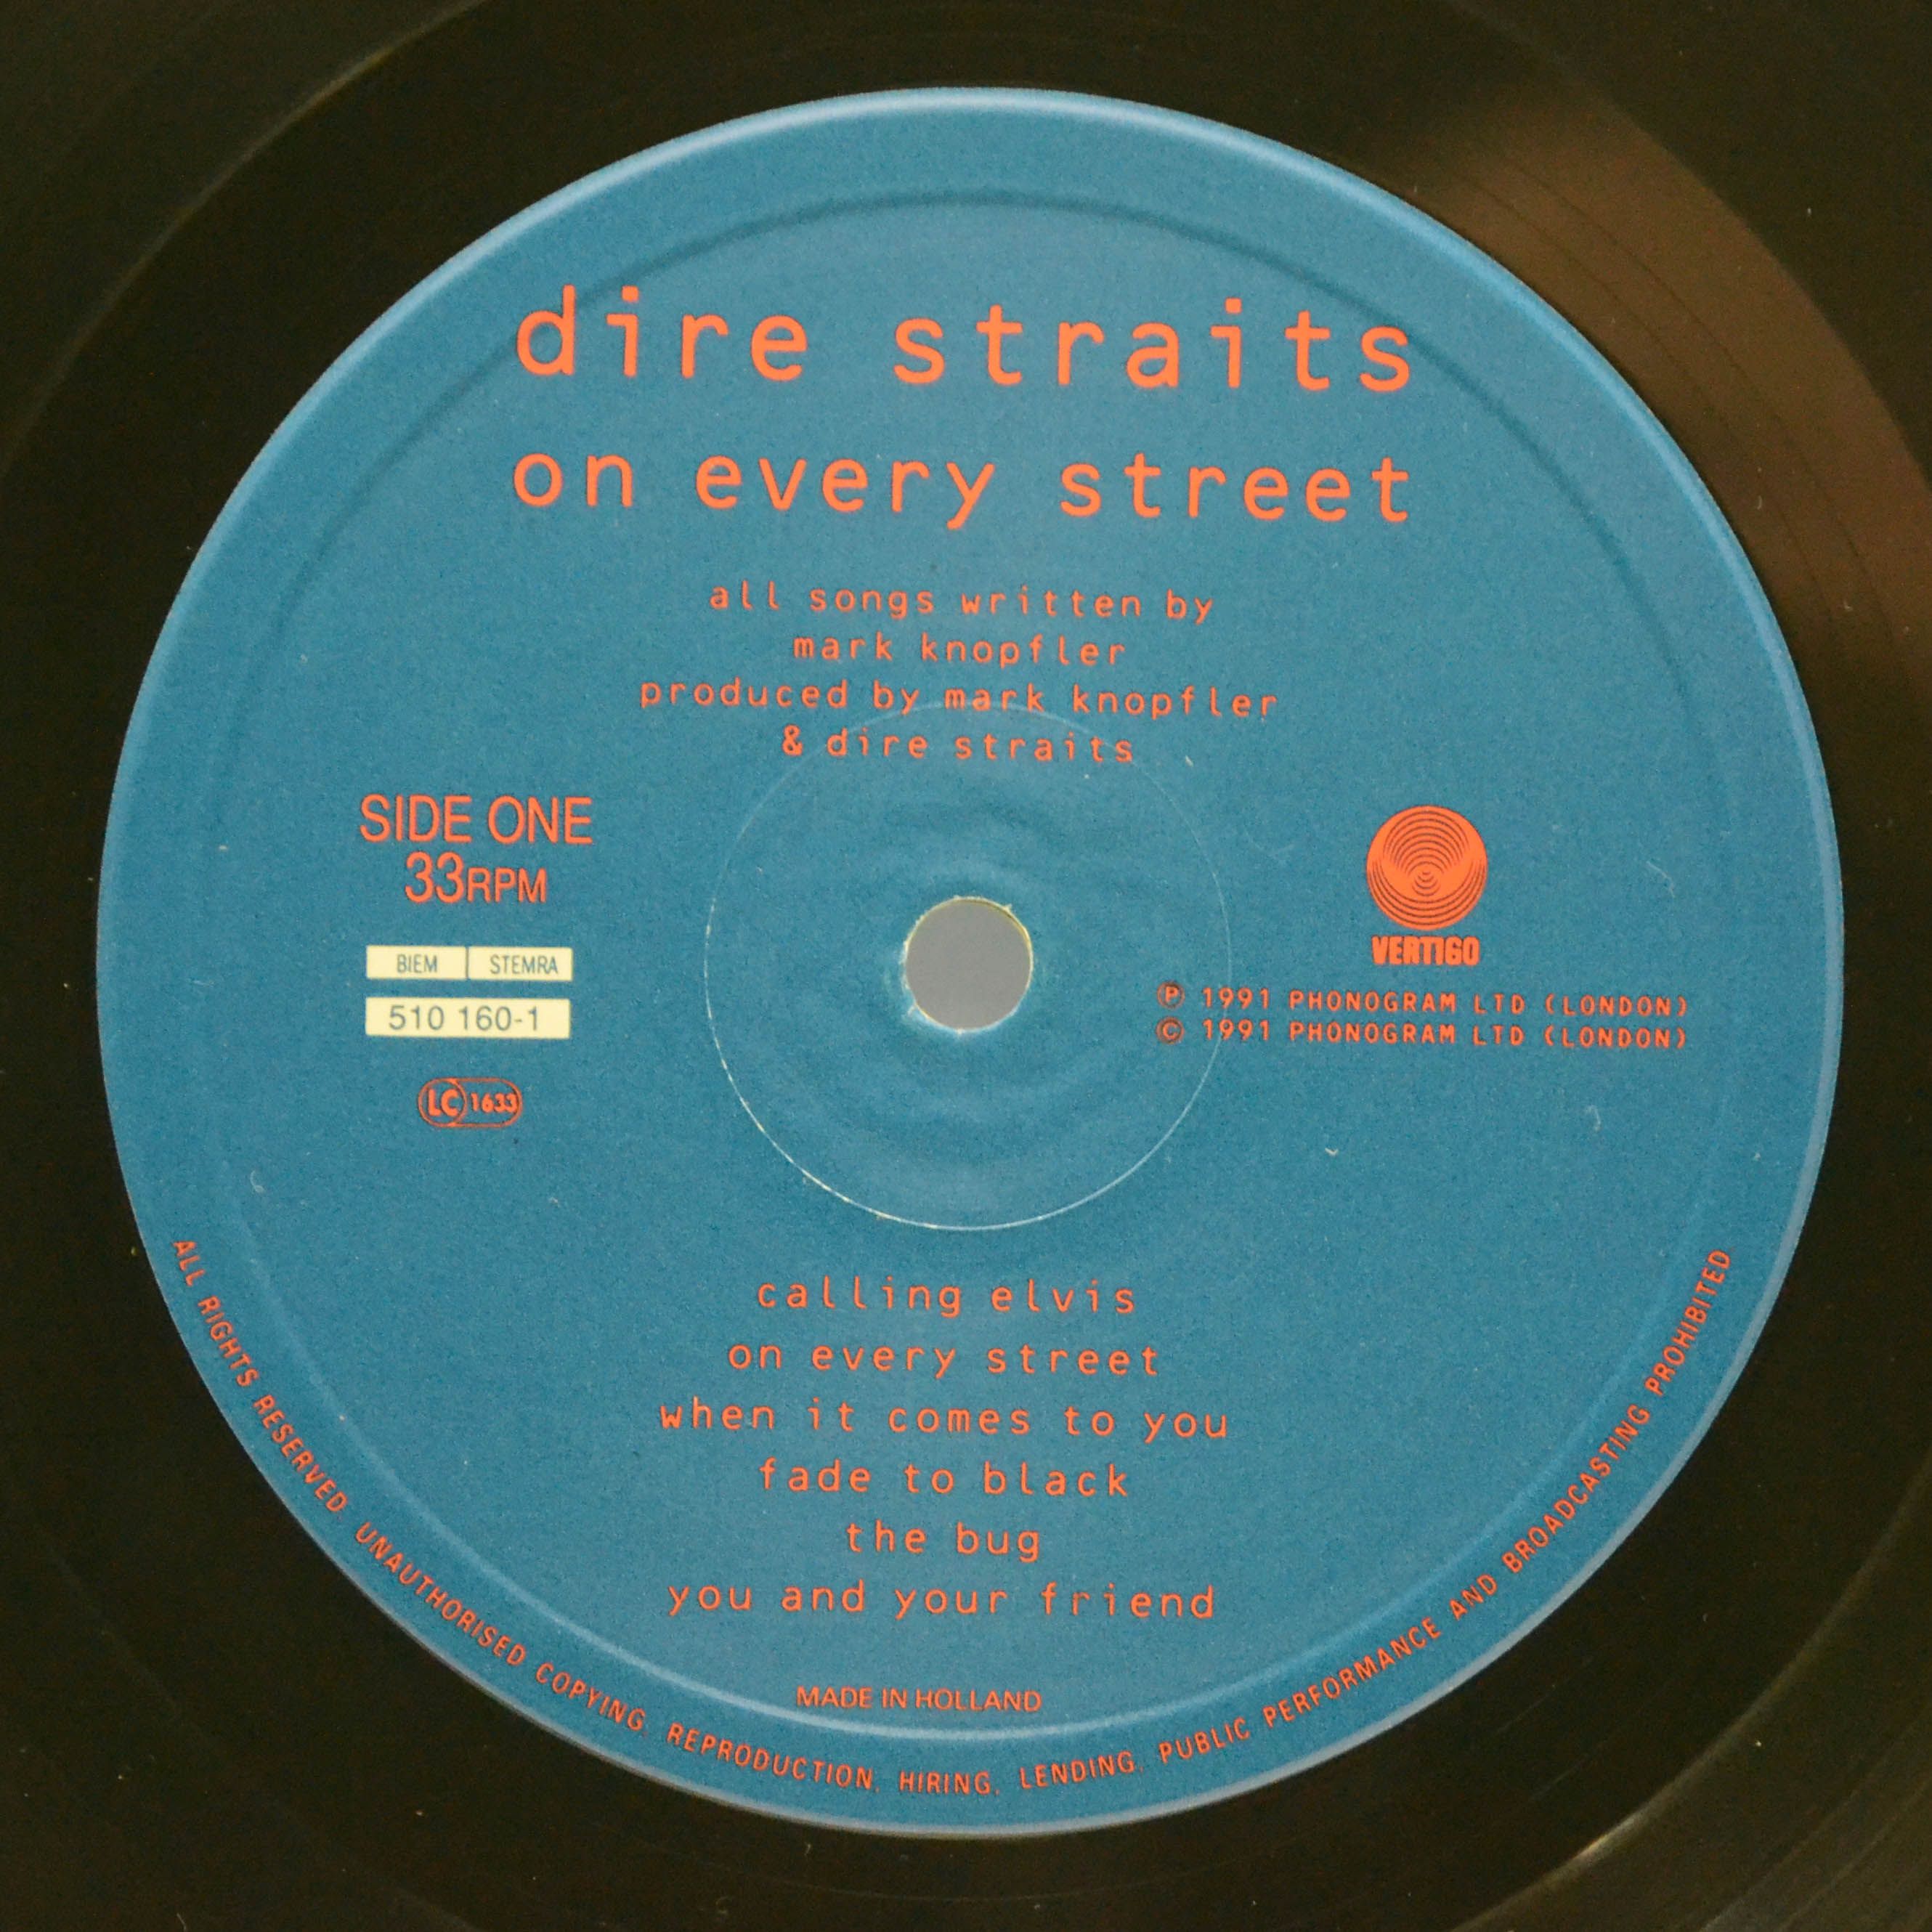 dire straits
on every street
all songs written by
mark knopfler
produced by mark knopfler
& dire straits
SIDE ONE
33RPM
BIEM STEMRA
510 160-1
LC 1633
VERTIGO
℗ 1991 PHONOGRAM LTD (LONDON)
© 1991 PHONOGRAM LTD (LONDON)
calling elvis
on every street
when it comes to you
fade to black
the bug
you and your friend
MADE IN HOLLAND
ALL RIGHTS RESERVED. UNAUTHORISED COPYING, REPRODUCTION, HIRING, LENDING, PUBLIC PERFORMANCE AND BROADCASTING PROHIBITED